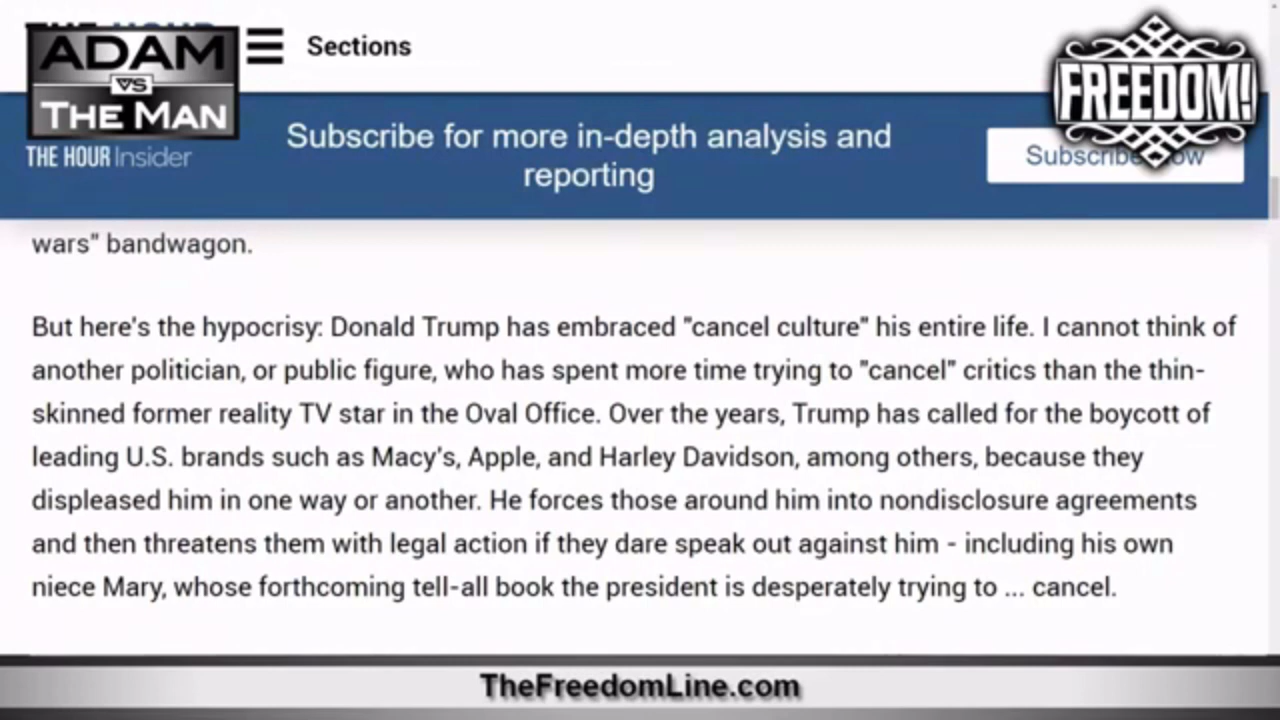 ADAM
VS
THE MAN
Sections
FREEDOM!
THE HOUR Insider
Subscribe for more in-depth analysis and
reporting
Subscribe
wars" bandwagon.
But here's the hypocrisy: Donald Trump has embraced "cancel culture" his entire life. I cannot think of
another politician, or public figure, who has spent more time trying to "cancel" critics than the thin-
skinned former reality TV star in the Oval Office. Over the years, Trump has called for the boycott of
leading U.S. brands such as Macy's, Apple, and Harley Davidson, among others, because they
displeased him in one way or another. He forces those around him into nondisclosure agreements
and then threatens them with legal action if they dare speak out against him - including his own
niece Mary, whose forthcoming tell-all book the president is desperately trying to ... cancel.
TheFreedomLine.com